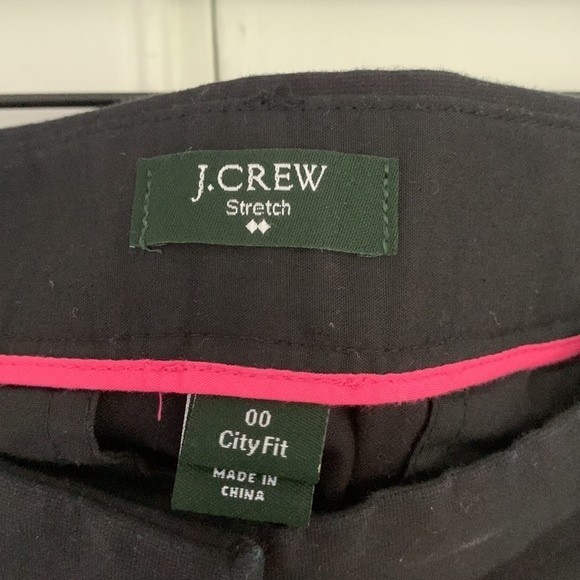 J.CREW
Stretch
00
City Fit
MADE IN
CHINA